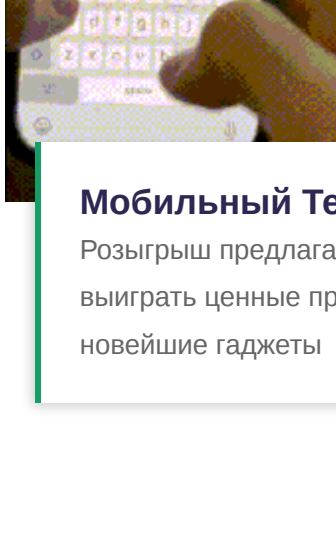 Мобильный Те
Розыгрыш предлага
выиграть ценные пр
новейшие гаджеты